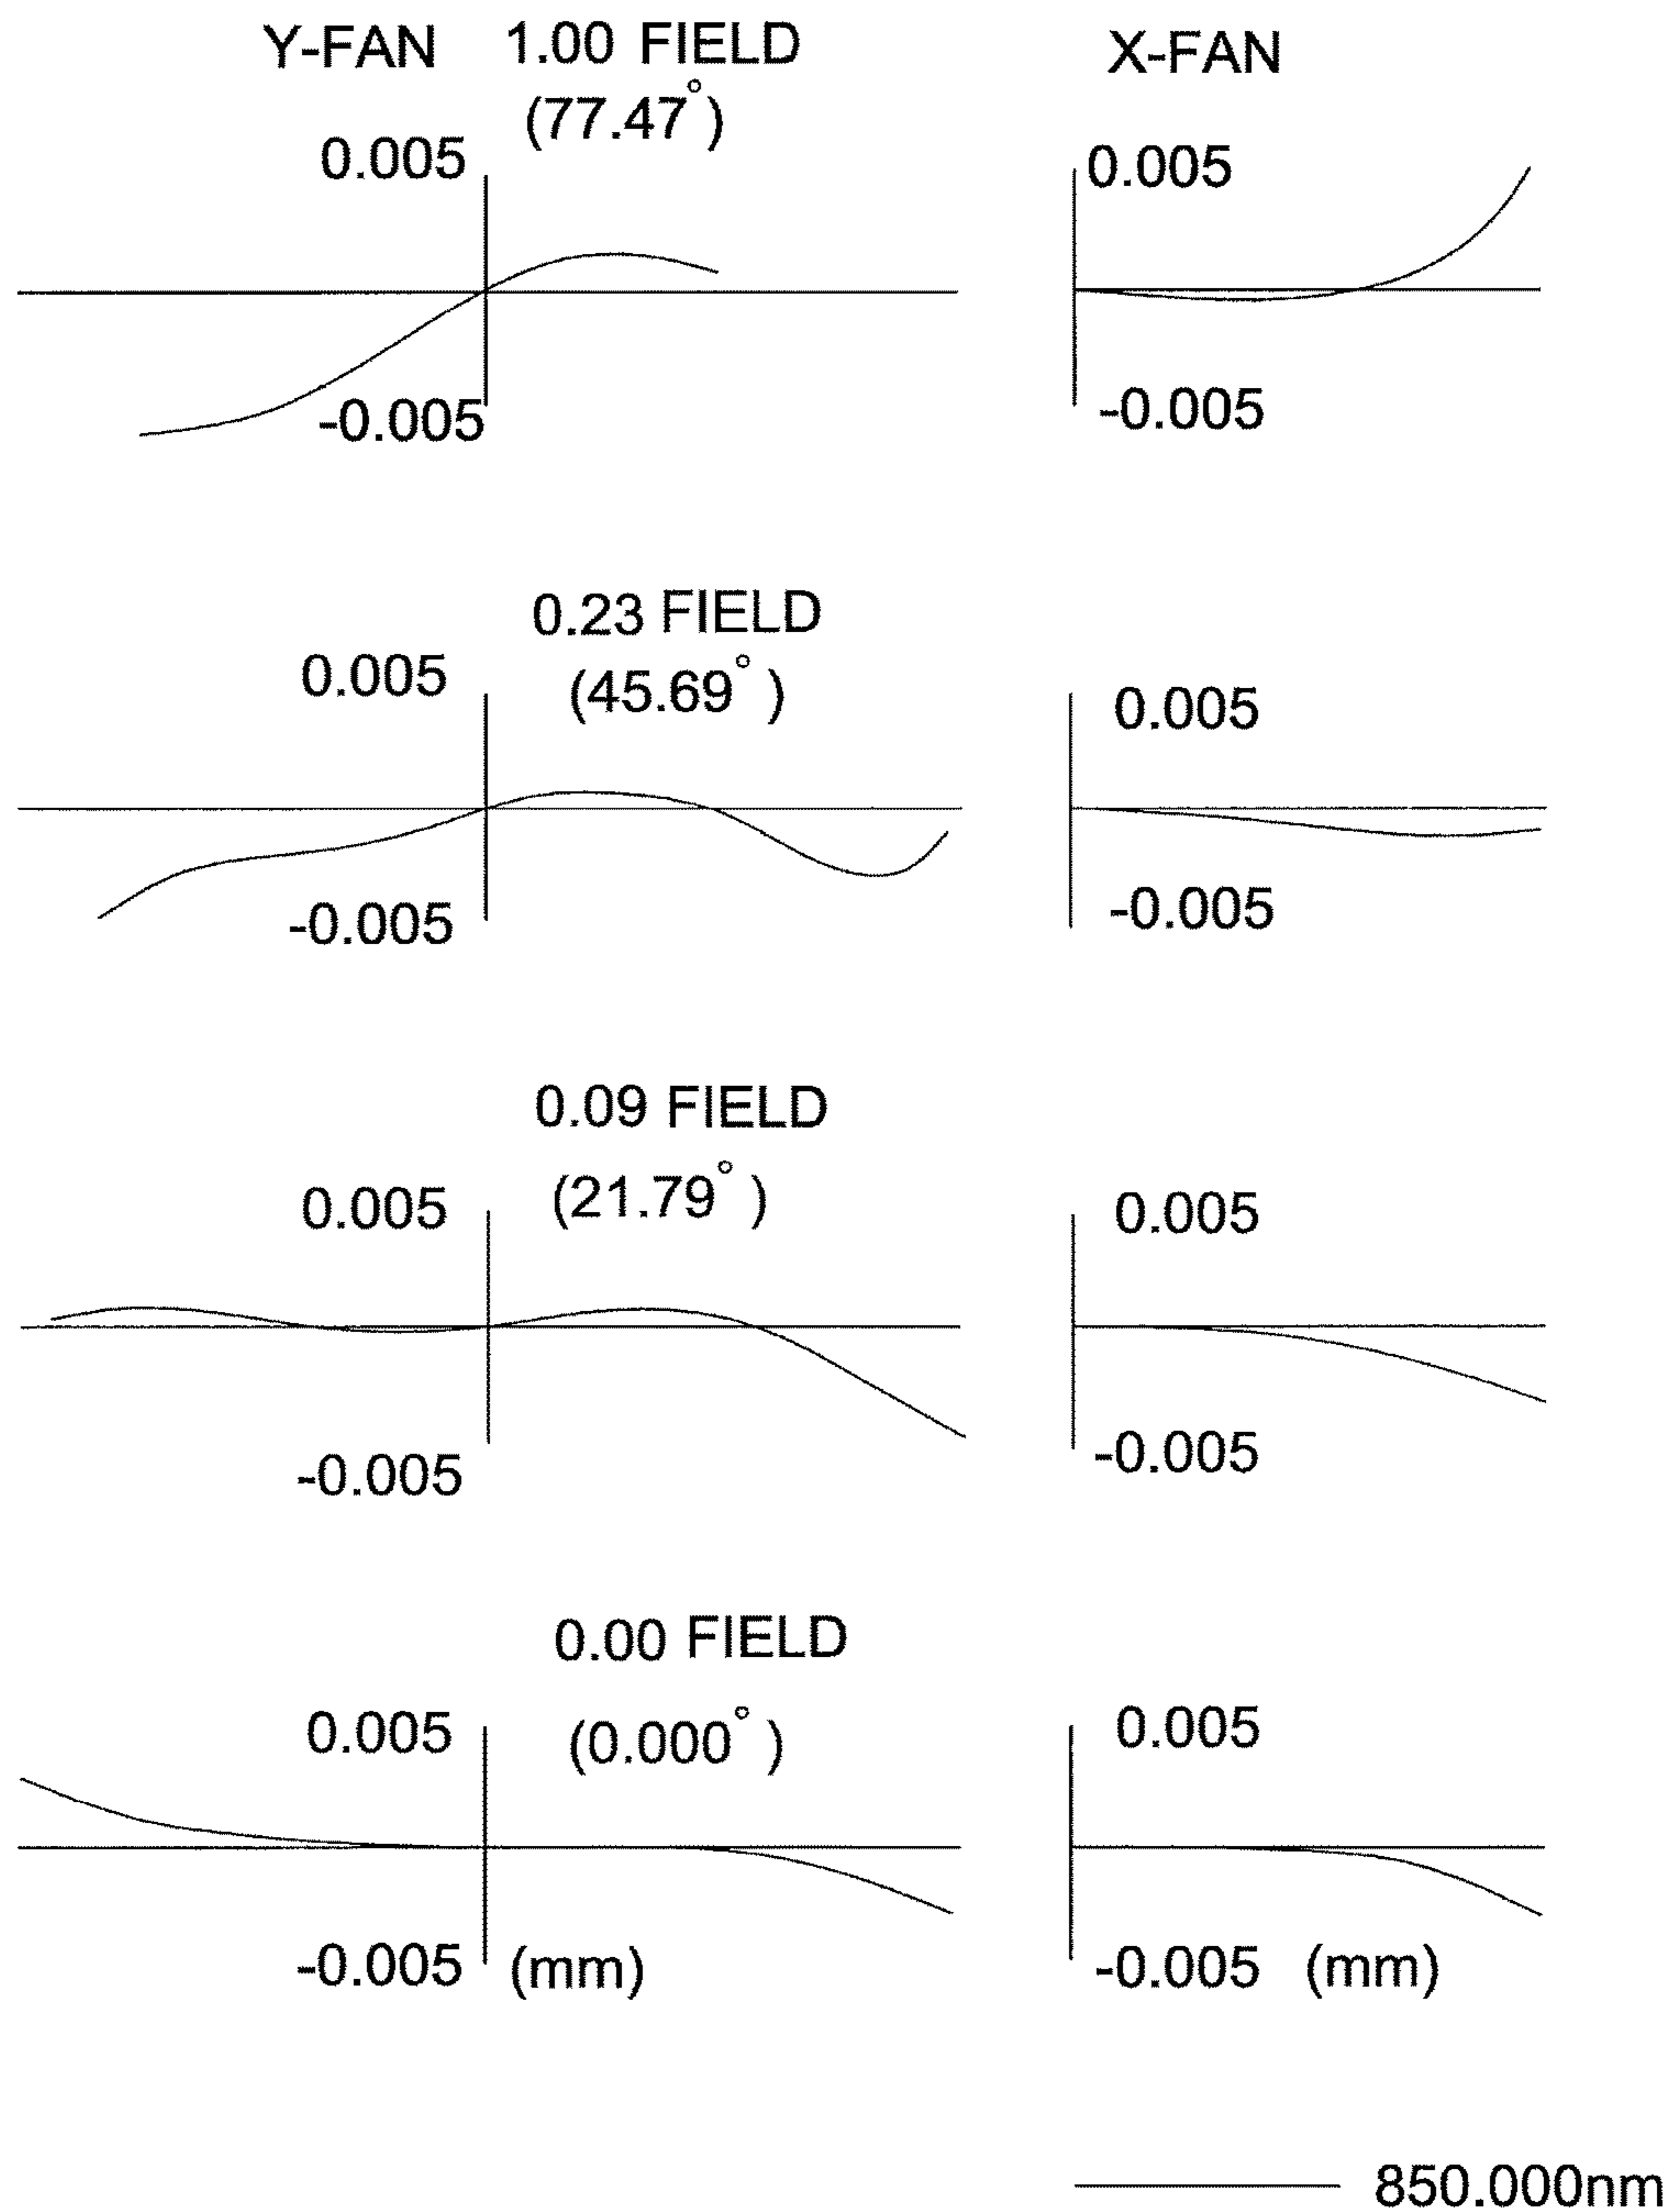 Y-FAN 1.00 FIELD X-FAN
(77.47°)
0.005 0.005
-0.005 -0.005
0.23 FIELD
0.005 (45.69° ) 0.005
-0.005 -0.005
0.09 FIELD
0.005 (21.79° ) 0.005
-0.005 -0.005
0.00 FIELD
0.005 (0.000° ) 0.005
-0.005 (mm) -0.005 (mm)
850.000nm